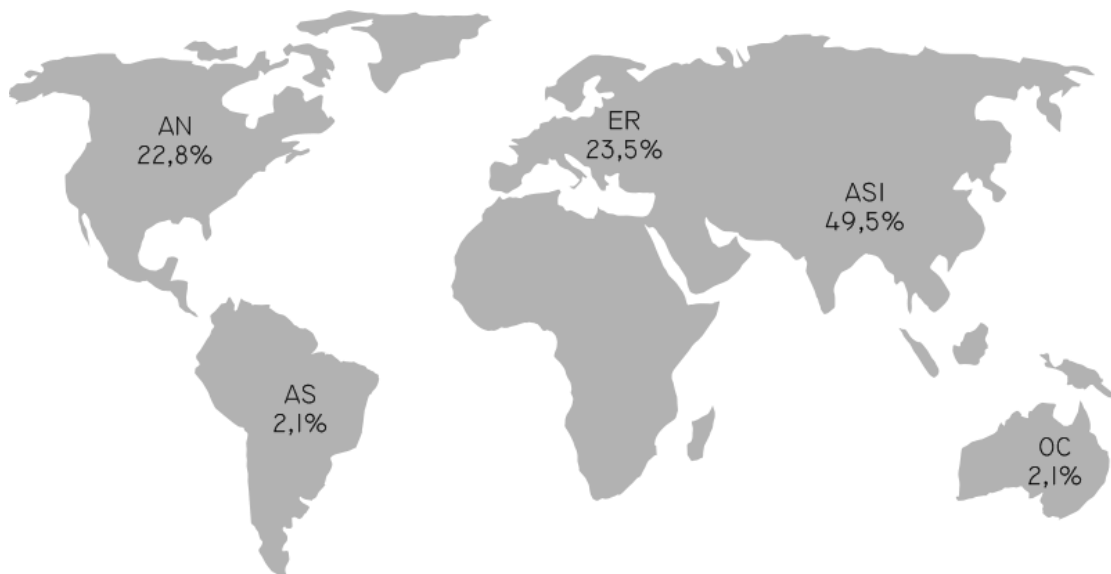 AN
22,8%
ER
23,5%
ASI
49,5%
AS
2,1%
OC
2,1%